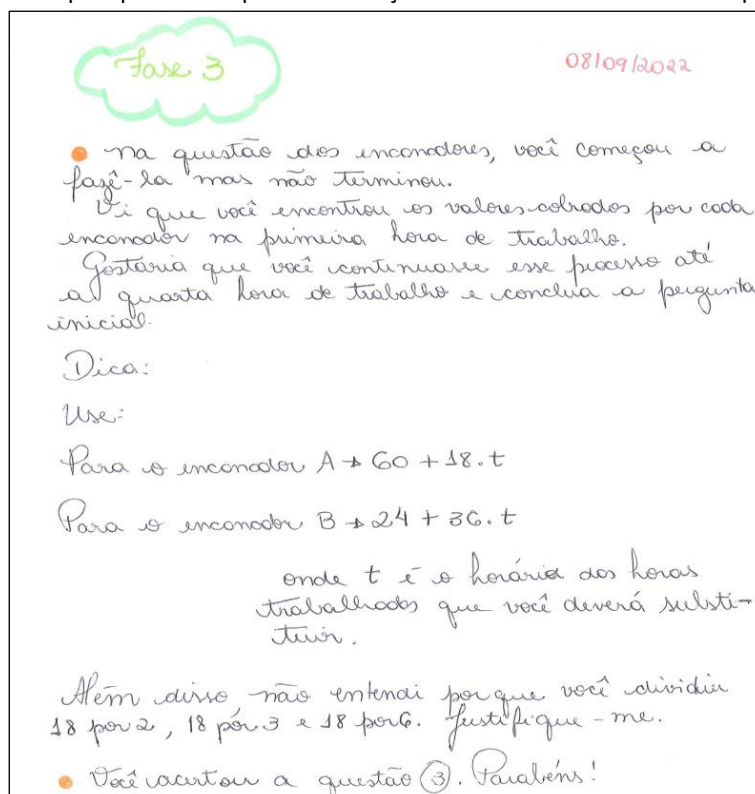 Fase 3
08/09/2022
na questão dos encanadores, você começou a
fazê-la mas não terminou.
Vi que você encontrou os valores cobrados por cada
encanador na primeira hora de trabalho.
Gostaria que você continuasse esse processo até
a quarta hora de trabalho e conclua a pergunta
inicial.
Dica:
Use:
Para o encanador A → 60 + 18.t
Para o encanador B → 24 + 36.t
onde t é o horário das horas
trabalhadas que você deverá substi-
tuir.
Além disso, não entendi porque você dividiu
18 por 2, 18 por 3 e 18 por 6. Justifique-me.
Você acertou a questão 3. Parabéns!